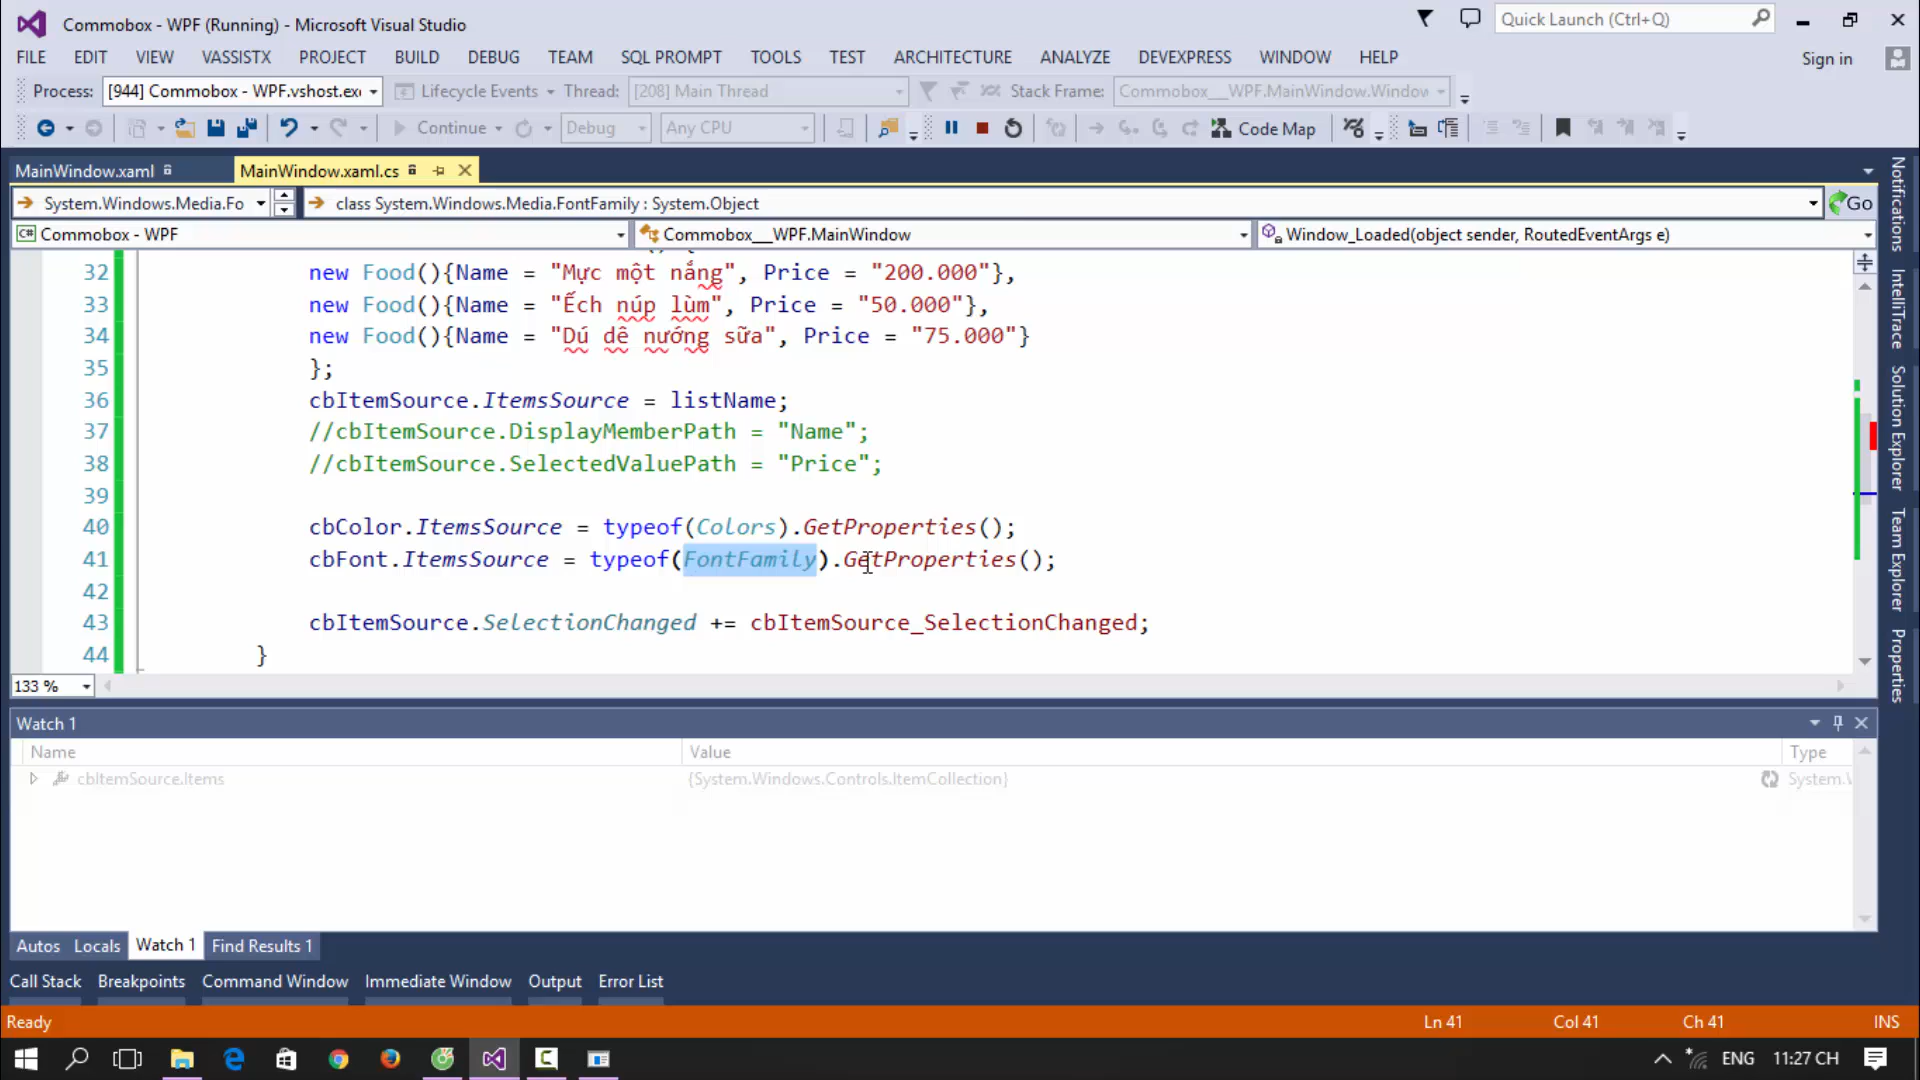 Commobox - WPF (Running) - Microsoft Visual Studio
Quick Launch (Ctrl+Q)
FILE EDIT VIEW VASSISTX PROJECT BUILD DEBUG TEAM SQL PROMPT TOOLS TEST ARCHITECTURE ANALYZE DEVEXPRESS WINDOW HELP Sign in
Process: [944] Commobox - WPF.vshost.exe Lifecycle Events Thread: [208] Main Thread Stack Frame: Commobox__WPF.MainWindow.Window
Continue Debug Any CPU Code Map
MainWindow.xaml MainWindow.xaml.cs
System.Windows.Media.Fo class System.Windows.Media.FontFamily : System.Object Go
Commobox - WPF Commobox__WPF.MainWindow Window_Loaded(object sender, RoutedEventArgs e)
32 new Food(){Name = "Mực một nắng", Price = "200.000"},
33 new Food(){Name = "Ếch núp lùm", Price = "50.000"},
34 new Food(){Name = "Dú dê nướng sữa", Price = "75.000"}
35 };
36 cbItemSource.ItemsSource = listName;
37 //cbItemSource.DisplayMemberPath = "Name";
38 //cbItemSource.SelectedValuePath = "Price";
39
40 cbColor.ItemsSource = typeof(Colors).GetProperties();
41 cbFont.ItemsSource = typeof(FontFamily).GetProperties();
42
43 cbItemSource.SelectionChanged += cbItemSource_SelectionChanged;
44 }
133 %
Notifications
IntelliTrace
Solution Explorer
Team Explorer
Properties
Watch 1
Name Value Type
cbItemSource.Items {System.Windows.Controls.ItemCollection} System.W
Autos Locals Watch 1 Find Results 1
Call Stack Breakpoints Command Window Immediate Window Output Error List
Ready Ln 41 Col 41 Ch 41 INS
ENG 11:27 CH